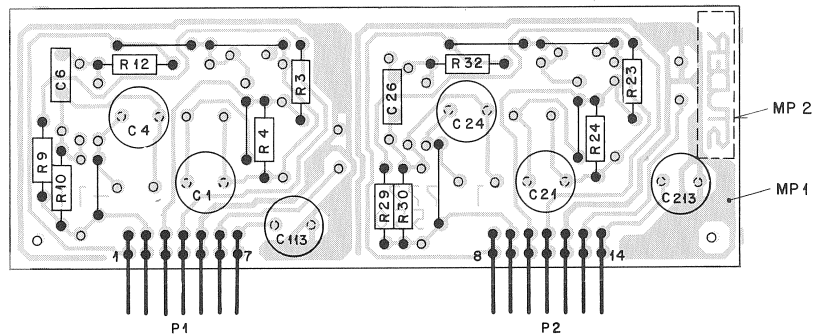 R12
R32
C6
R3
C26
R23
C4
R4
C24
R24
R9
R10
C1
R29
R30
C21
C213
C113
MP 2
MP 1
1
7
8
14
P1
P2
STUDER